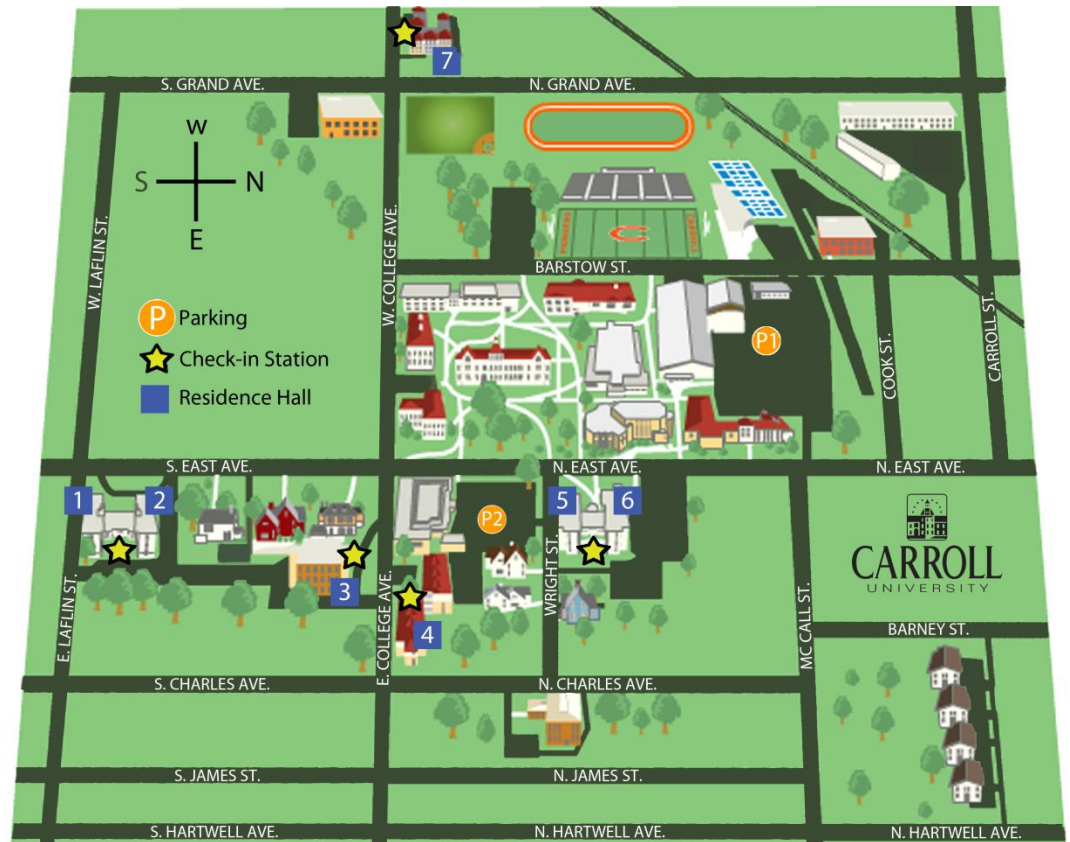 7
S. GRAND AVE.
N. GRAND AVE.
W
S
N
E
W. LAFLIN ST.
W. COLLEGE AVE.
PIONEERS
C
CARROLL
BARSTOW ST.
P Parking
Check-in Station
Residence Hall
P1
COOK ST.
CARROLL ST.
S. EAST AVE.
N. EAST AVE.
N. EAST AVE.
1
2
5
6
P2
3
4
E. LAFLIN ST.
E. COLLEGE AVE.
WRIGHT ST.
MC CALL ST.
CARROLL
UNIVERSITY
BARNEY ST.
S. CHARLES AVE.
N. CHARLES AVE.
S. JAMES ST.
N. JAMES ST.
S. HARTWELL AVE.
N. HARTWELL AVE.
N. HARTWELL AVE.